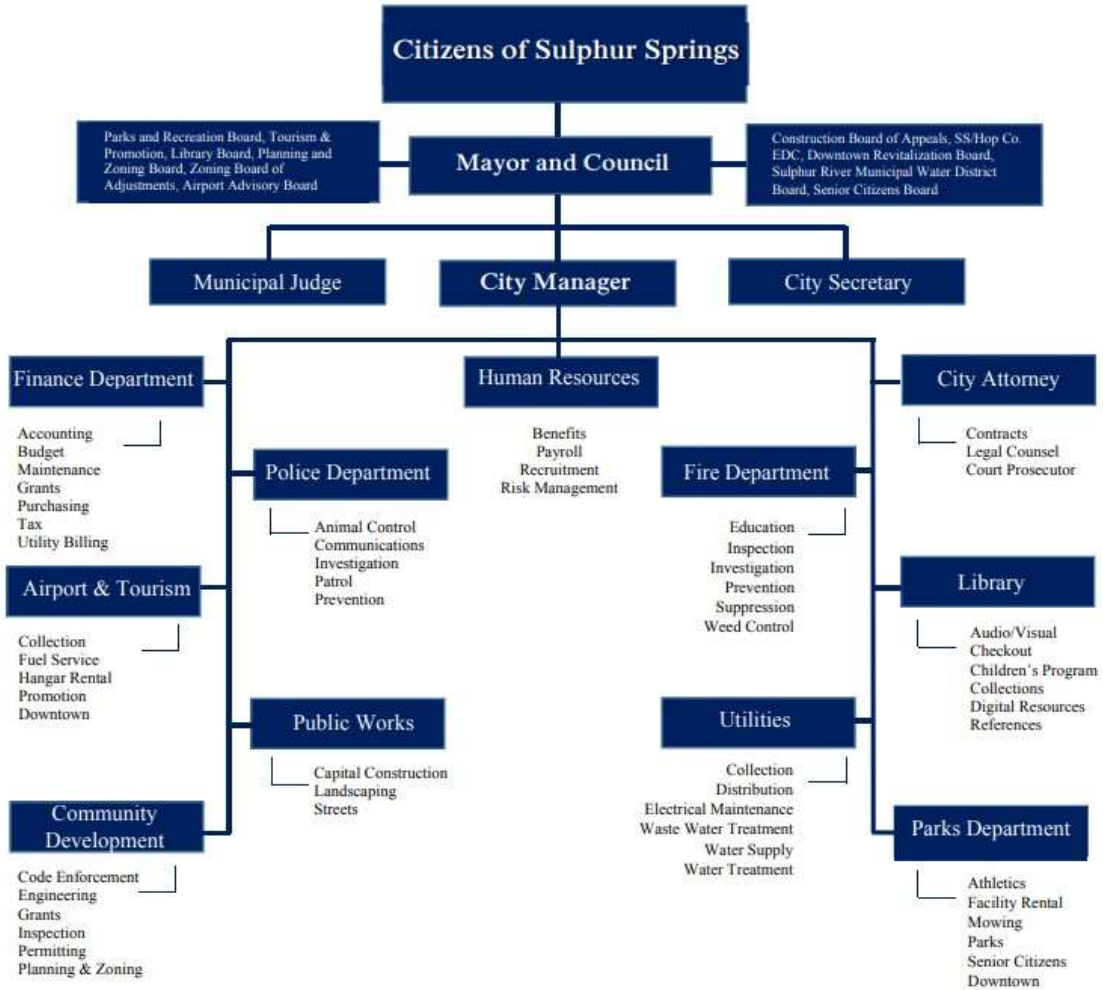 Citizens of Sulphur Springs
Parks and Recreation Board, Tourism &
Promotion, Library Board, Planning and
Zoning Board, Zoning Board of
Adjustments, Airport Advisory Board
Mayor and Council
Construction Board of Appeals, SS/Hop Co.
EDC, Downtown Revitalization Board,
Sulphur River Municipal Water District
Board, Senior Citizens Board
Municipal Judge
City Manager
City Secretary
Finance Department
Accounting
Budget
Maintenance
Grants
Purchasing
Tax
Utility Billing
Human Resources
Benefits
Payroll
Recruitment
Risk Management
City Attorney
Contracts
Legal Counsel
Court Prosecutor
Police Department
Animal Control
Communications
Investigation
Patrol
Prevention
Fire Department
Education
Inspection
Investigation
Prevention
Suppression
Weed Control
Airport & Tourism
Collection
Fuel Service
Hangar Rental
Promotion
Downtown
Library
Audio/Visual
Checkout
Children's Program
Collections
Digital Resources
References
Public Works
Capital Construction
Landscaping
Streets
Utilities
Collection
Distribution
Electrical Maintenance
Waste Water Treatment
Water Supply
Water Treatment
Community
Development
Code Enforcement
Engineering
Grants
Inspection
Permitting
Planning & Zoning
Parks Department
Athletics
Facility Rental
Mowing
Parks
Senior Citizens
Downtown